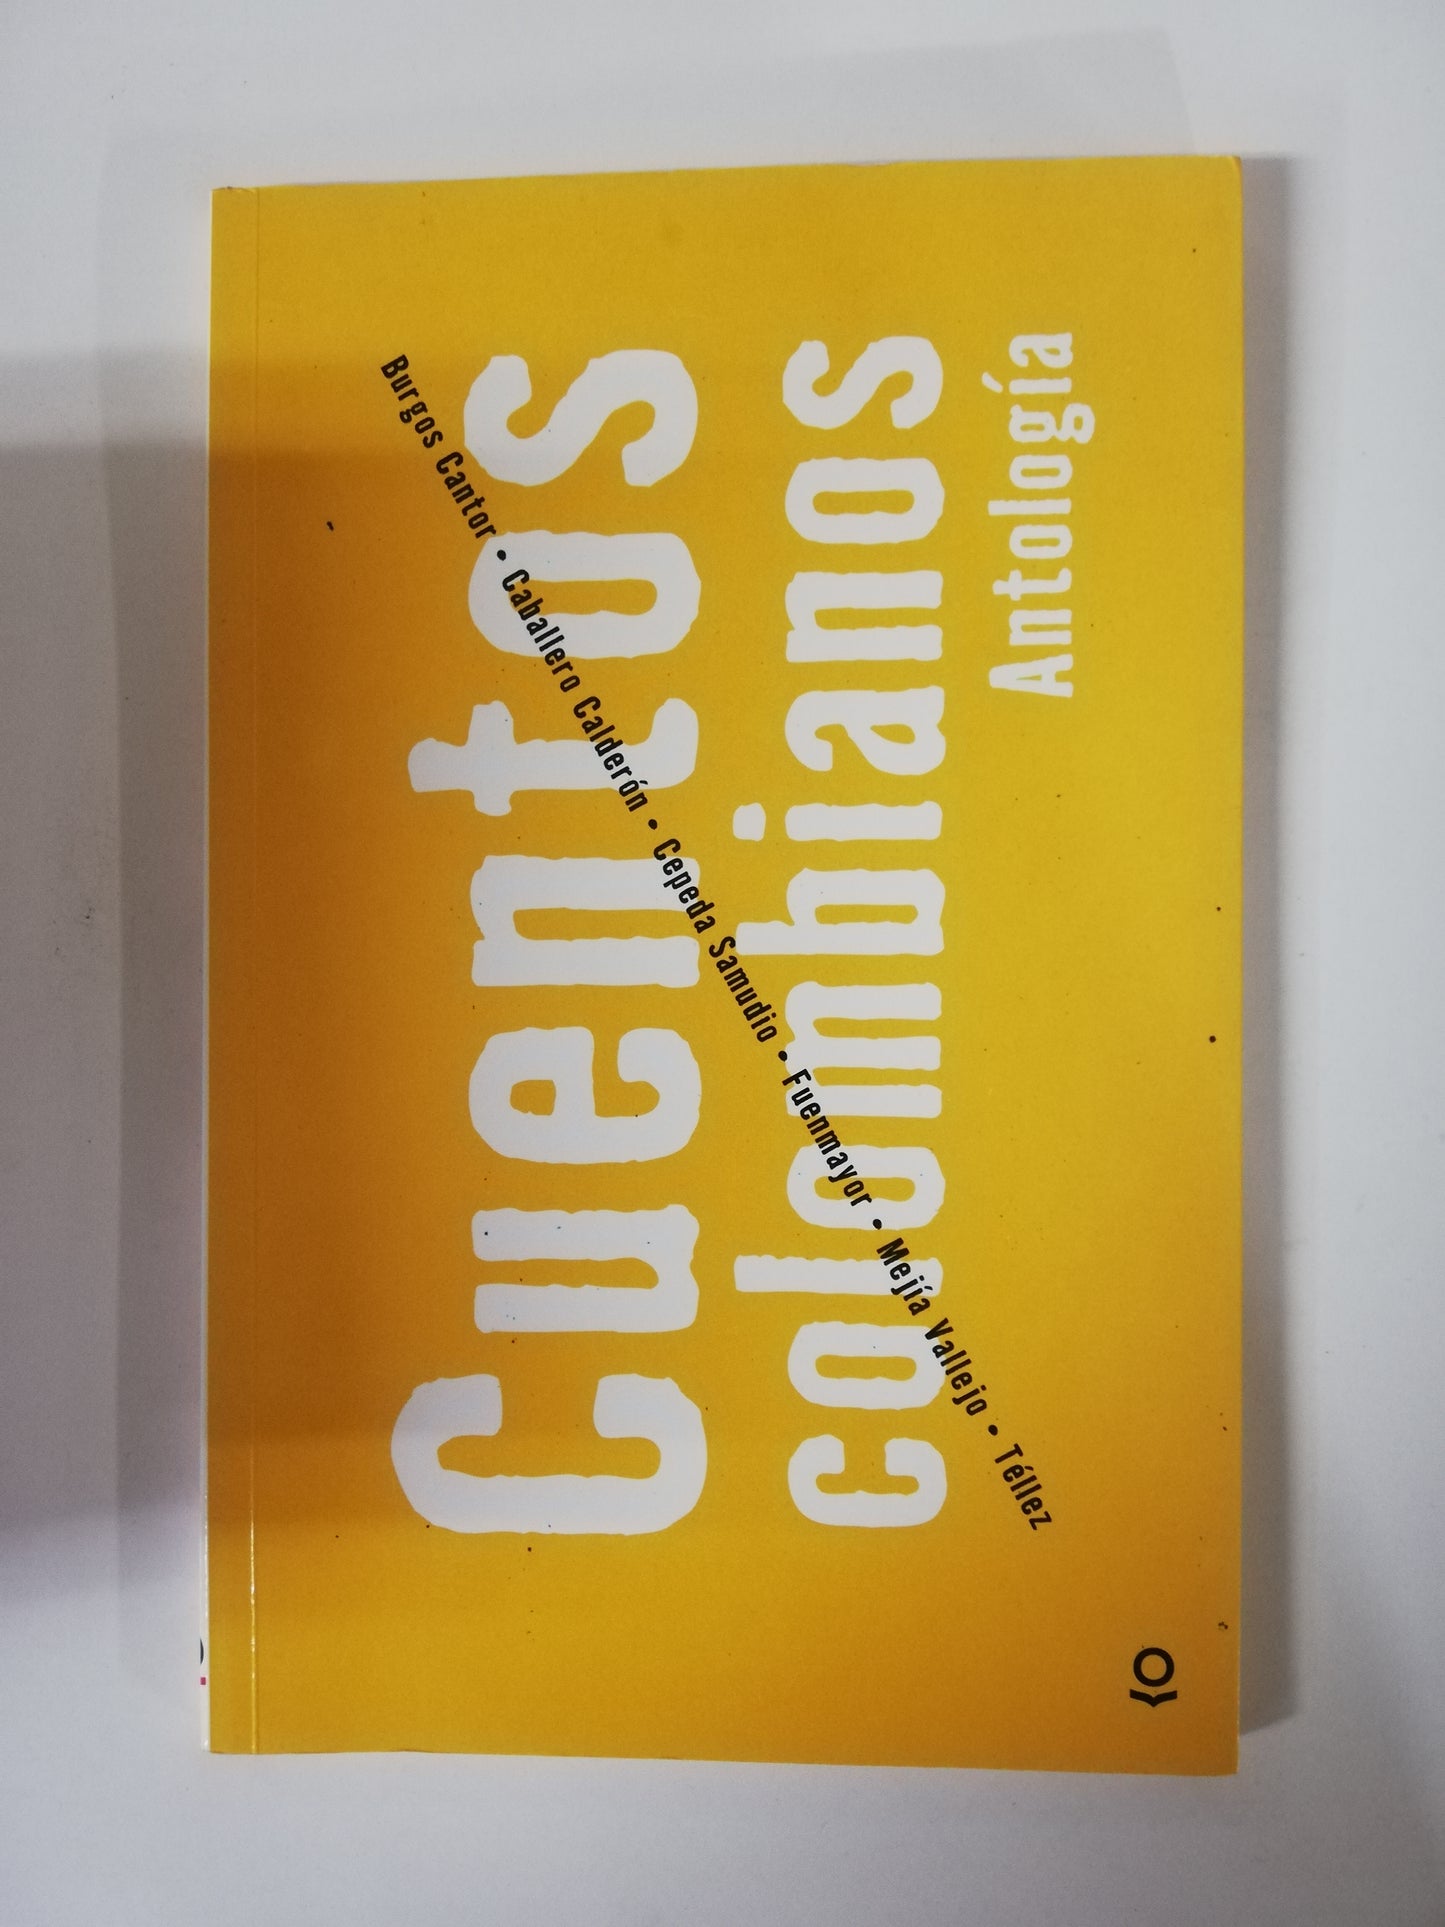 Cuentos
colombianos
Antología
Burgos Cantor • Caballero Calderón • Cepeda Samudio • Fuenmayor • Mejía Vallejo • Téllez